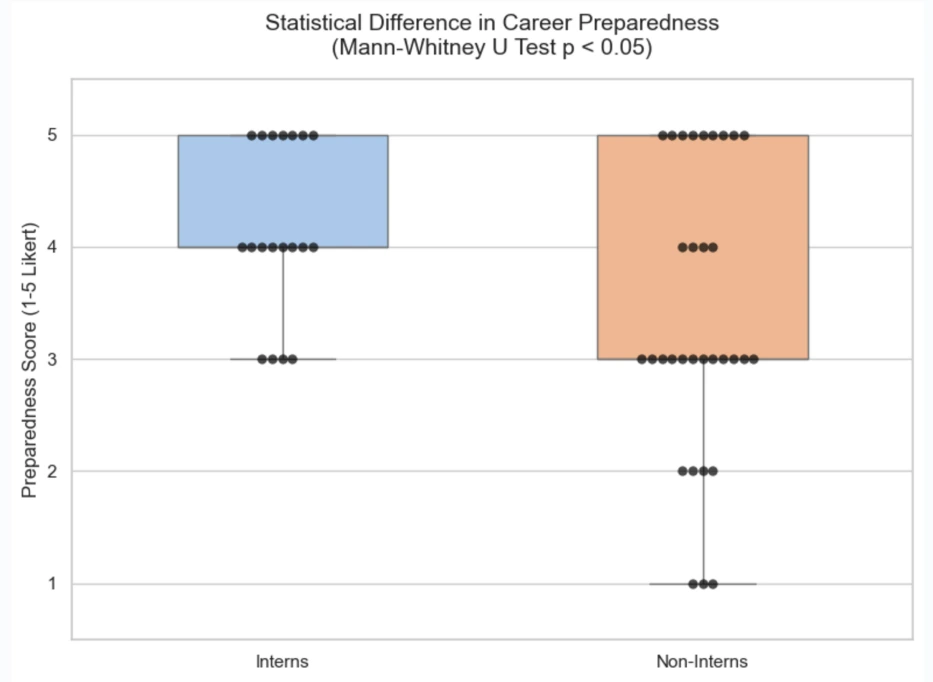 Statistical Difference in Career Preparedness
(Mann-Whitney U Test p < 0.05)
Preparedness Score (1-5 Likert)
5
4
3
2
1
Interns
Non-Interns